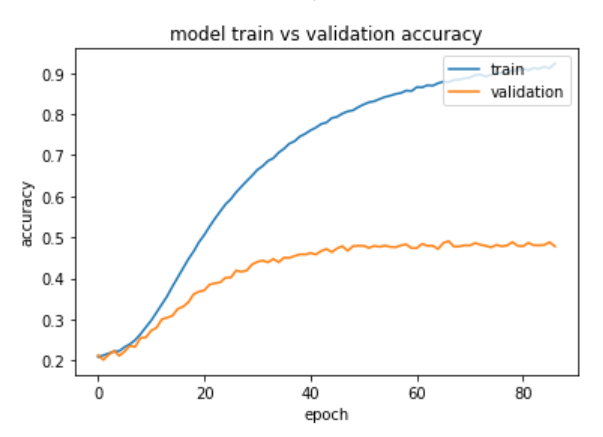 model train vs validation accuracy
train
validation
0.9
0.8
0.7
0.6
0.5
0.4
0.3
0.2
accuracy
0 20 40 60 80
epoch